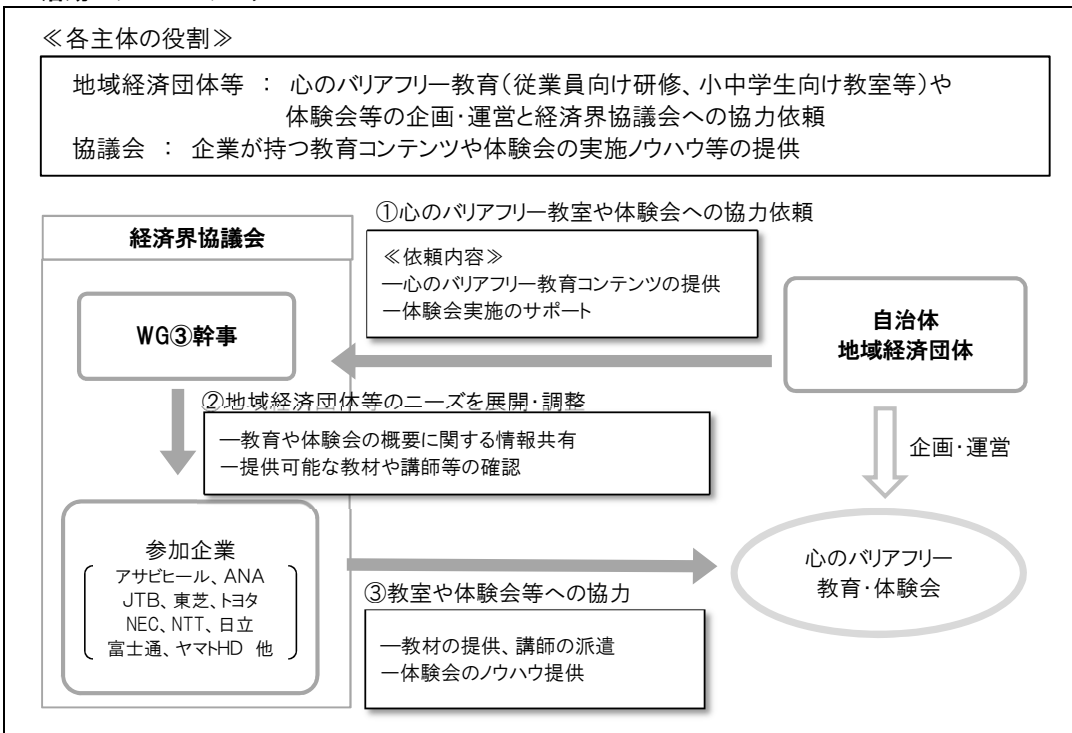 ≪各主体の役割≫
地域経済団体等 ： 心のバリアフリー教育(従業員向け研修、小中学生向け教室等)や
体験会等の企画・運営と経済界協議会への協力依頼
協議会 ： 企業が持つ教育コンテンツや体験会の実施ノウハウ等の提供
①心のバリアフリー教室や体験会への協力依頼
経済界協議会
≪依頼内容≫
―心のバリアフリー教育コンテンツの提供
―体験会実施のサポート
WG③幹事
自治体
地域経済団体
②地域経済団体等のニーズを展開・調整
―教育や体験会の概要に関する情報共有
―提供可能な教材や講師等の確認
企画・運営
参加企業
アサビヒール、ANA
JTB、東芝、トヨタ
NEC、NTT、日立
富士通、ヤマトHD 他
心のバリアフリー
教育・体験会
③教室や体験会等への協力
―教材の提供、講師の派遣
―体験会のノウハウ提供